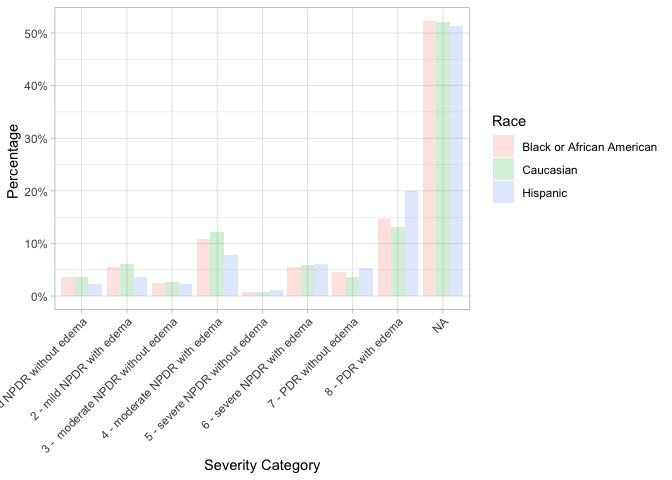 Percentage
50%
40%
30%
20%
10%
0%
NPDR without edema
2 - mild NPDR with edema
3 -  moderate NPDR without edema
4 - moderate NPDR with edema
5 - severe NPDR without edema
6 - severe NPDR with edema
7 - PDR without edema
8 - PDR with edema
NA
Severity Category
Race
Black or African American
Caucasian
Hispanic